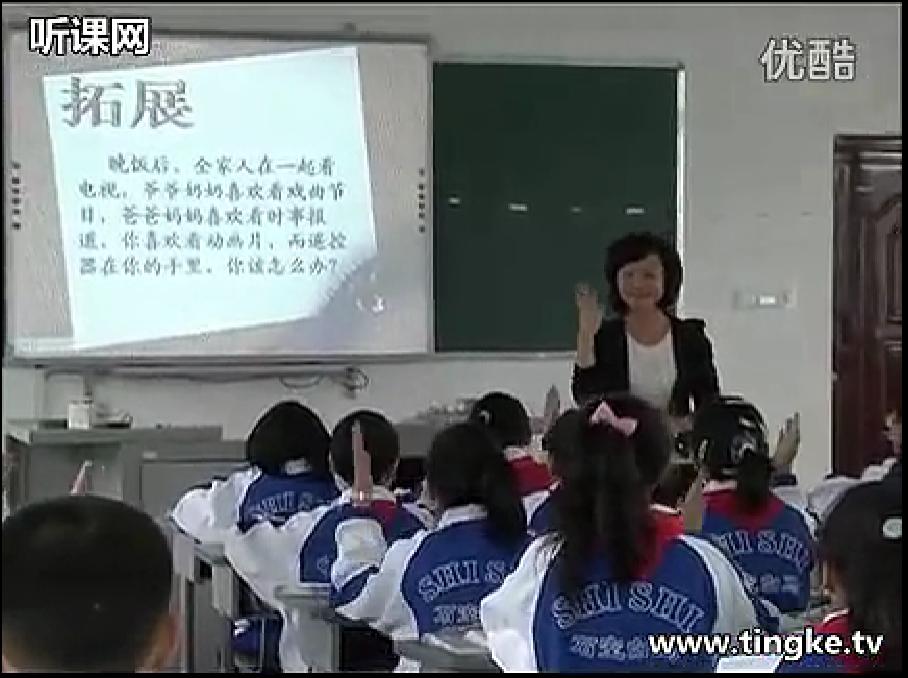 听课网
优酷
拓展
晚饭后，全家人在一起看
电视，爷爷奶奶喜欢看戏曲节
目，爸爸妈妈喜欢看时事报
道，你喜欢看动画片，而遥控
器在你的手里，你该怎么办？
SHI SHI
SHI S
SHI SHI
www.tingke.tv